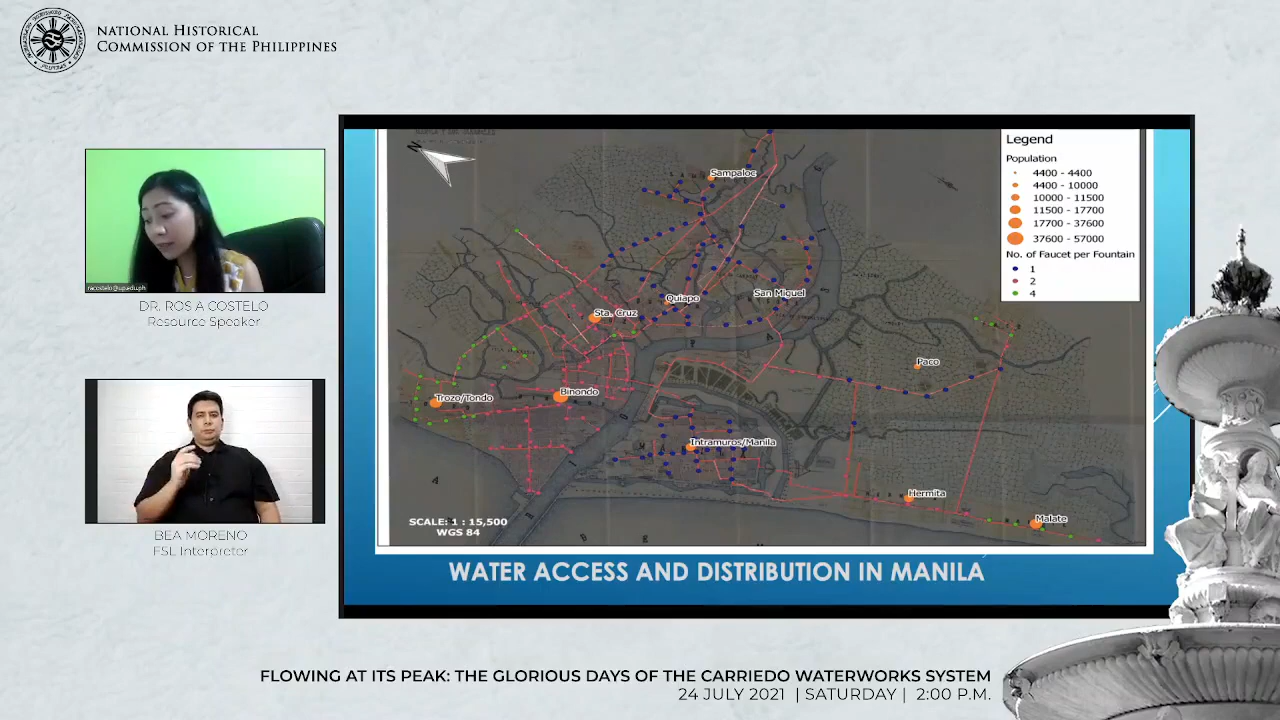 NATIONAL HISTORICAL
COMMISSION OF THE PHILIPPINES
racostelo@up.edu.ph
DR. ROS A COSTELO
Resource Speaker
BEA MORENO
FSL Interpreter
N
Sampaloc
Quiapo
San Miguel
Sta. Cruz
Paco
Trozo/Tondo
Binondo
Intramuros/Manila
Hermita
Malate
SCALE: 1 : 15,500
WGS 84
Legend
Population
4400 - 4400
4400 - 10000
10000 - 11500
11500 - 17700
17700 - 37600
37600 - 57000
No. of Faucet per Fountain
1
2
4
WATER ACCESS AND DISTRIBUTION IN MANILA
FLOWING AT ITS PEAK: THE GLORIOUS DAYS OF THE CARRIEDO WATERWORKS SYSTEM
24 JULY 2021 | SATURDAY | 2:00 P.M.